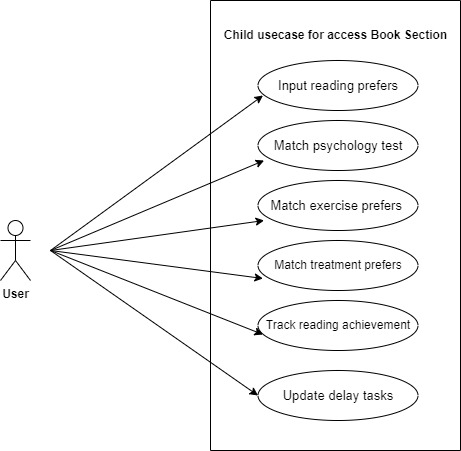 Child usecase for access Book Section
Input reading prefers
Match psychology test
Match exercise prefers
Match treatment prefers
Track reading achievement
Update delay tasks
User